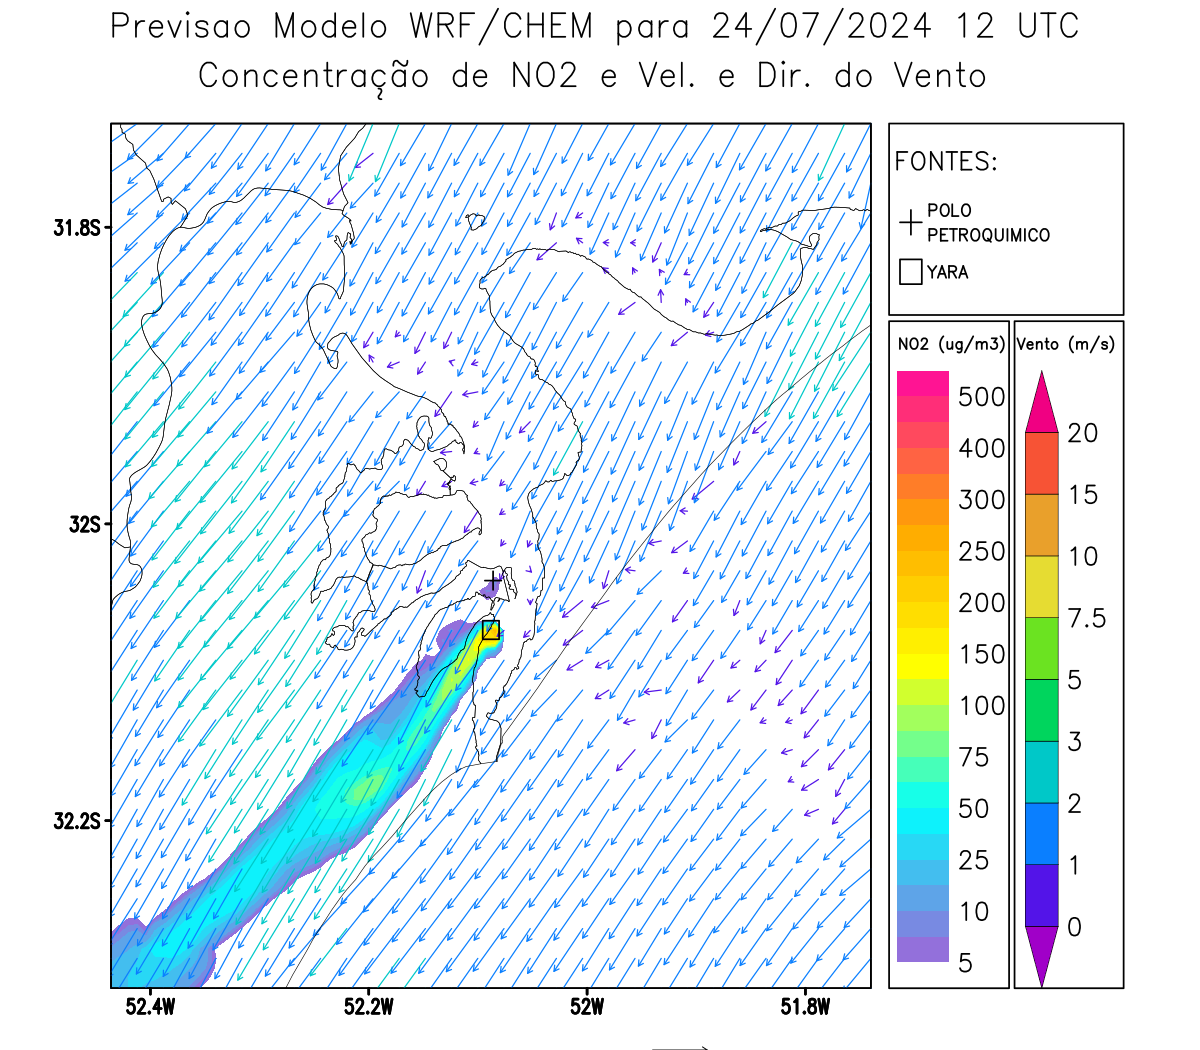 Previsao Modelo WRF/CHEM para 24/07/2024 12 UTC
Concentração de NO2 e Vel. e Dir. do Vento
FONTES:
POLO
PETROQUIMICO
YARA
31.8S
32S
32.2S
52.4W
52.2W
52W
51.8W
NO2 (ug/m3)
500
400
300
250
200
150
100
75
50
25
10
5
Vento (m/s)
20
15
10
7.5
5
3
2
1
0